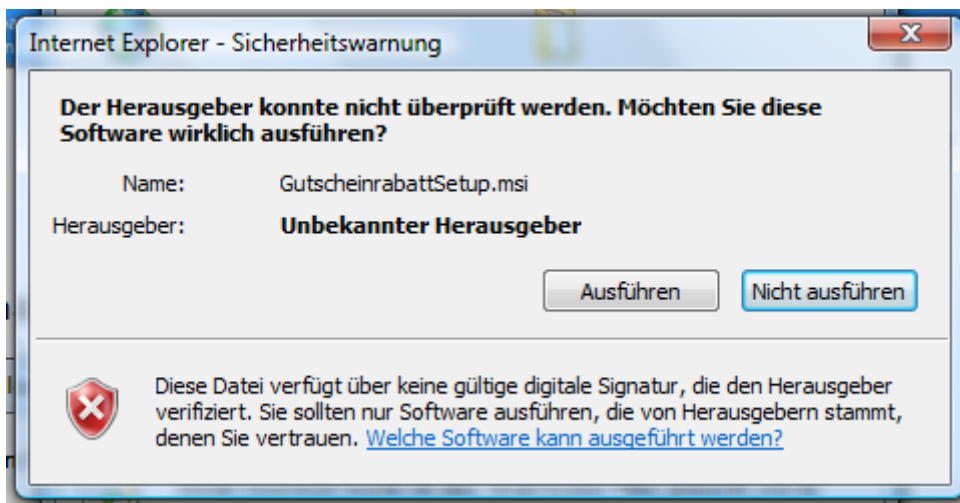 Internet Explorer - Sicherheitswarnung
Der Herausgeber konnte nicht überprüft werden. Möchten Sie diese
Software wirklich ausführen?
Name: GutscheinrabattSetup.msi
Herausgeber: Unbekannter Herausgeber
Ausführen Nicht ausführen
Diese Datei verfügt über keine gültige digitale Signatur, die den Herausgeber
verifiziert. Sie sollten nur Software ausführen, die von Herausgebern stammt,
denen Sie vertrauen. Welche Software kann ausgeführt werden?